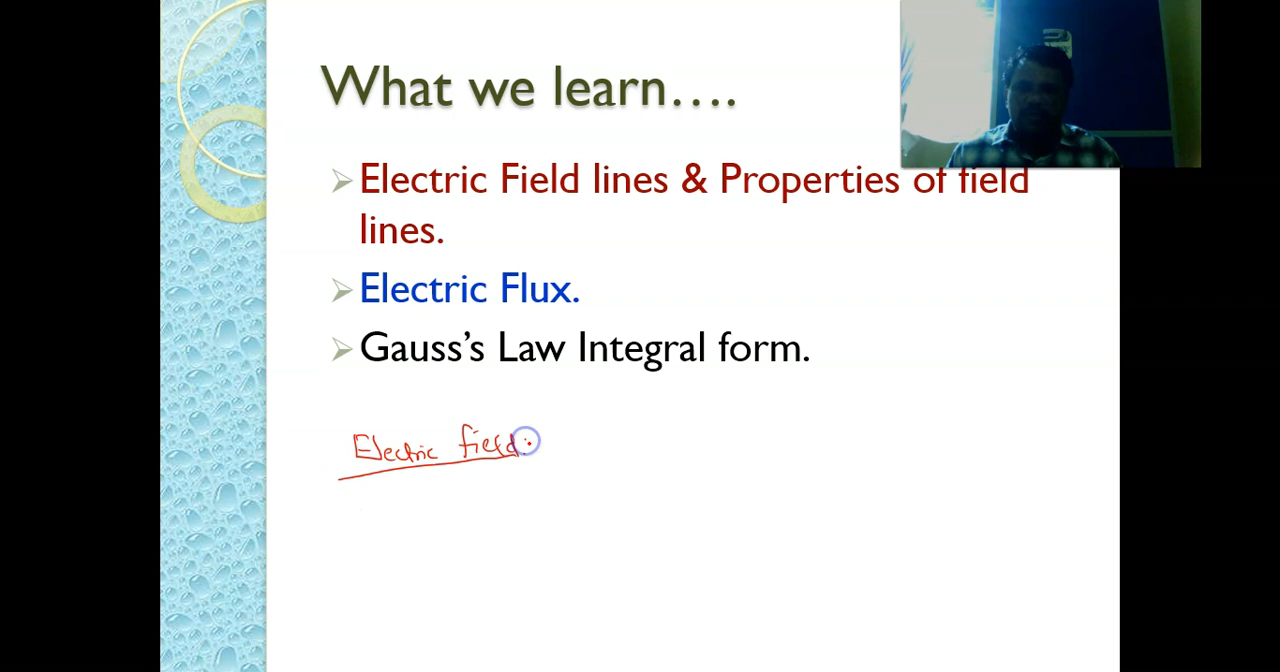 What we learn….
➢Electric Field lines & Properties of field
lines.
➢Electric Flux.
➢Gauss’s Law Integral form.
Electric field: